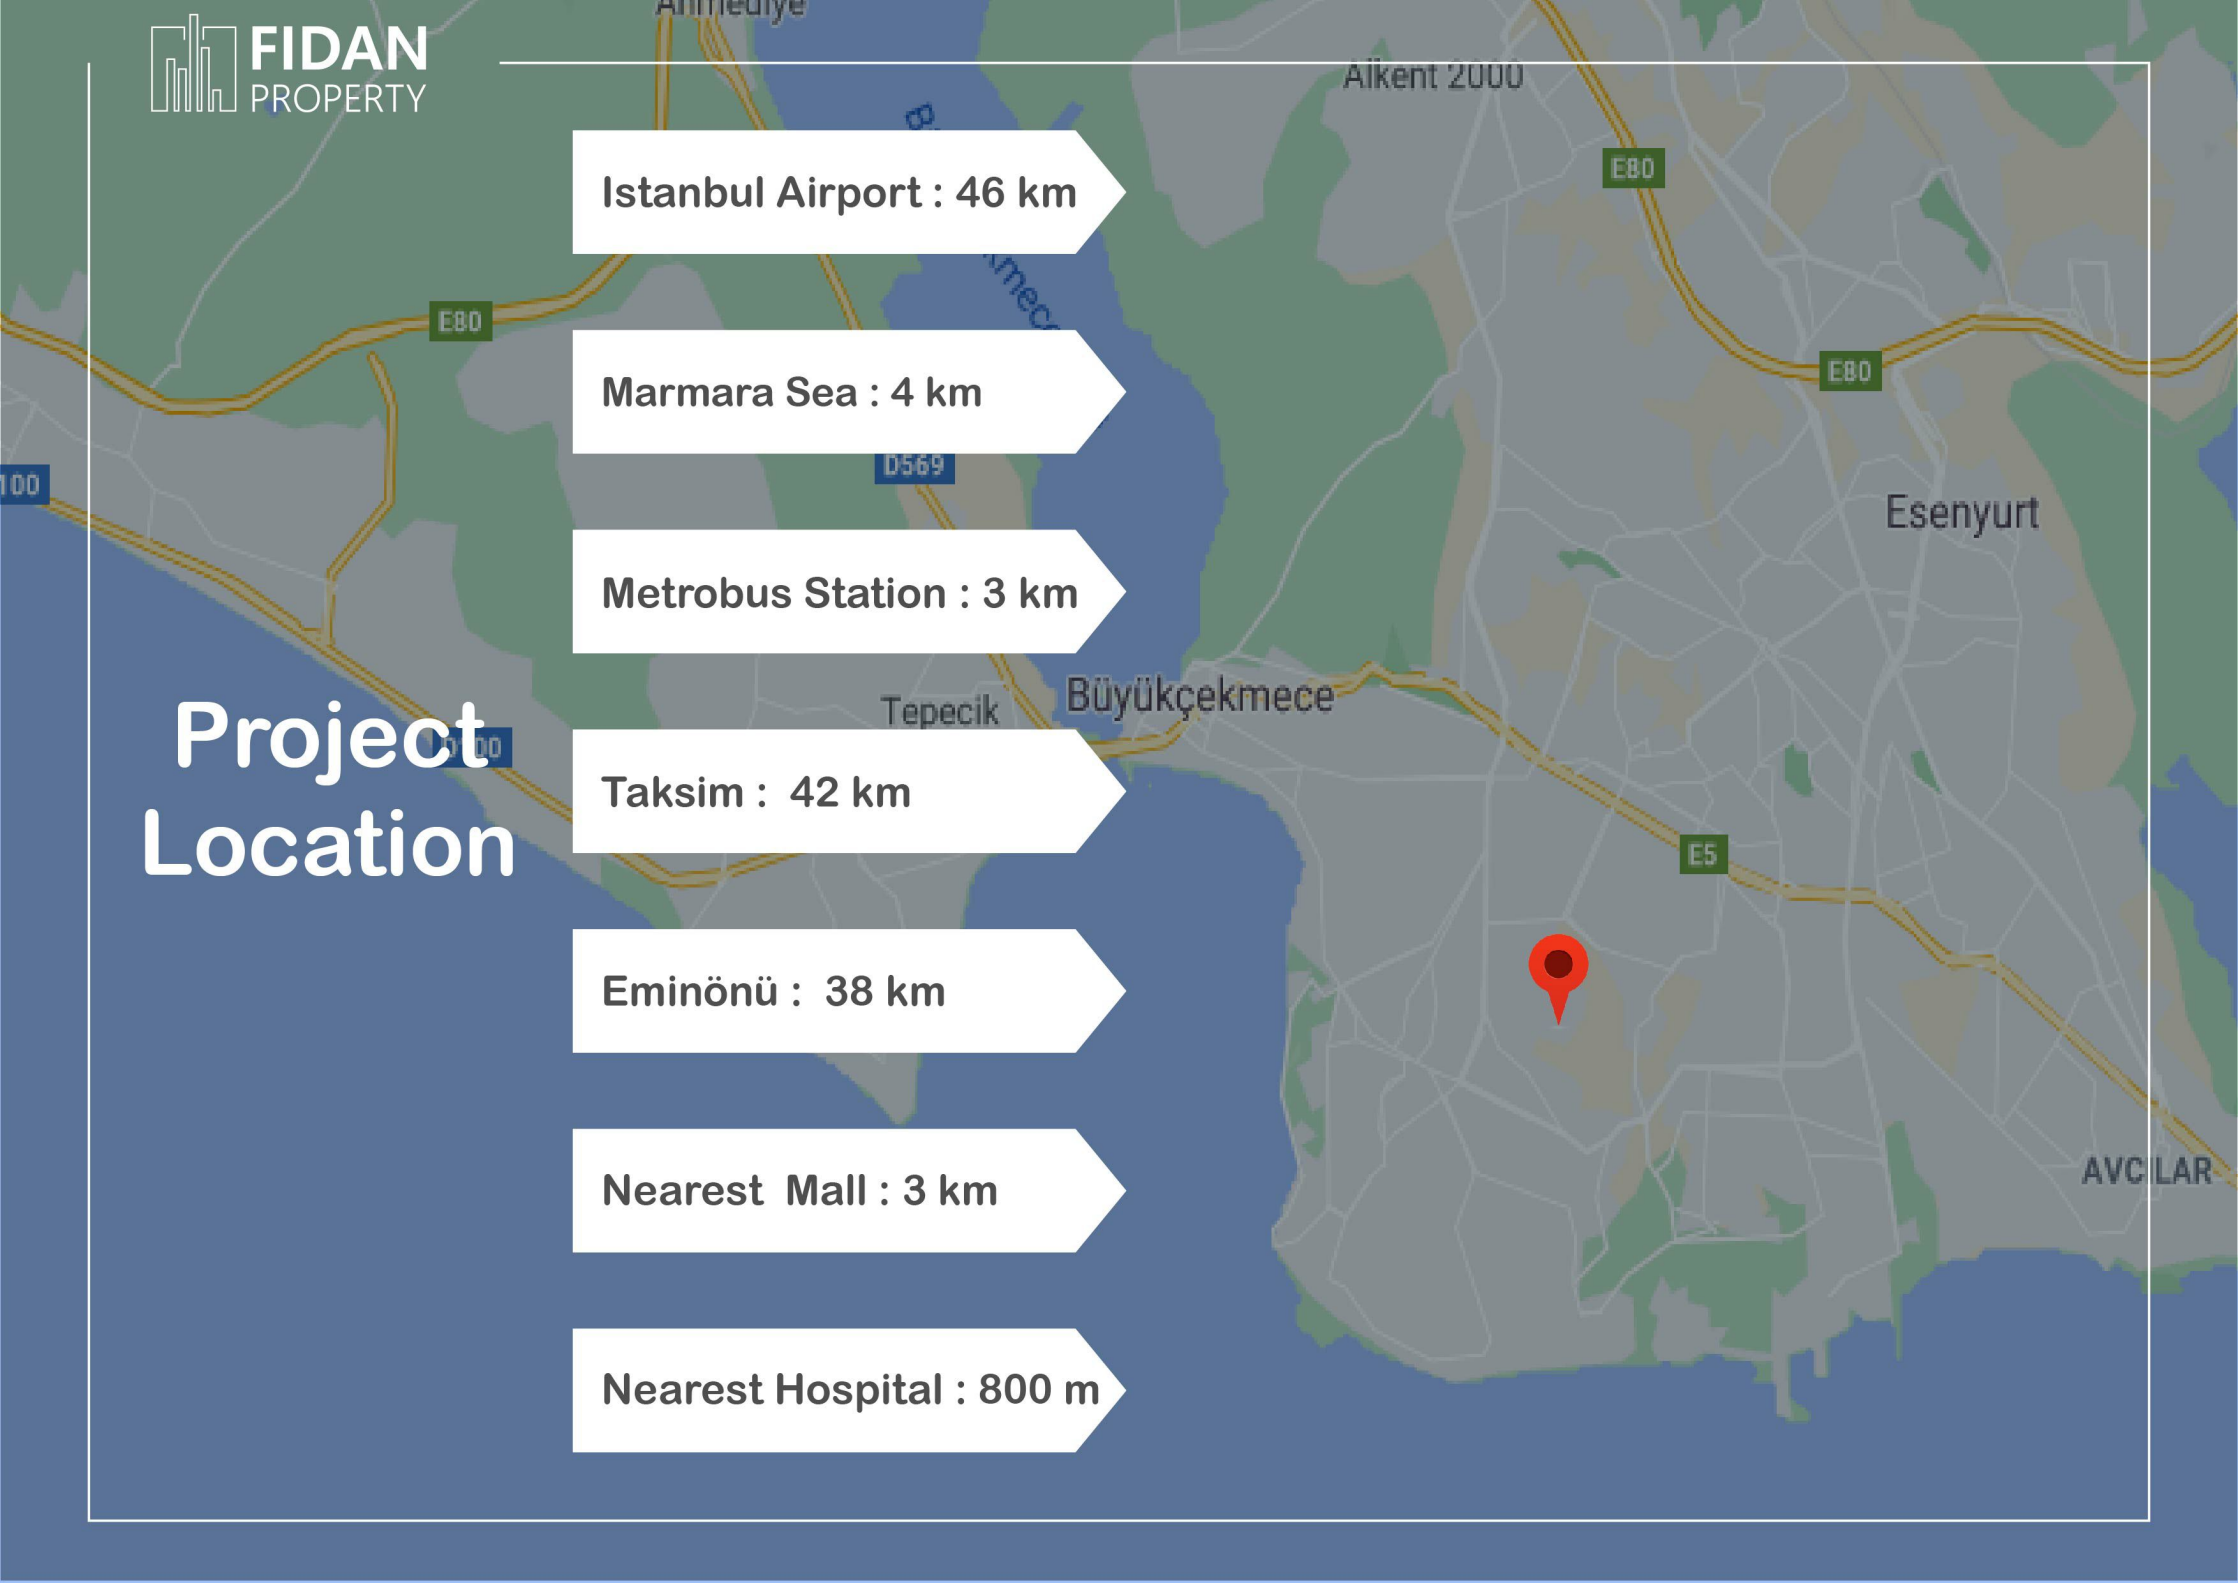 FIDAN
PROPERTY
Alkent 2000
E80
Istanbul Airport : 46 km
E80
E80
Marmara Sea : 4 km
D569
100
Esenyurt
Metrobus Station : 3 km
Büyükçekmece
Tepecik
Project
Location
Taksim :  42 km
E5
Eminönü :  38 km
AVCILAR
Nearest  Mall : 3 km
Nearest Hospital : 800 m